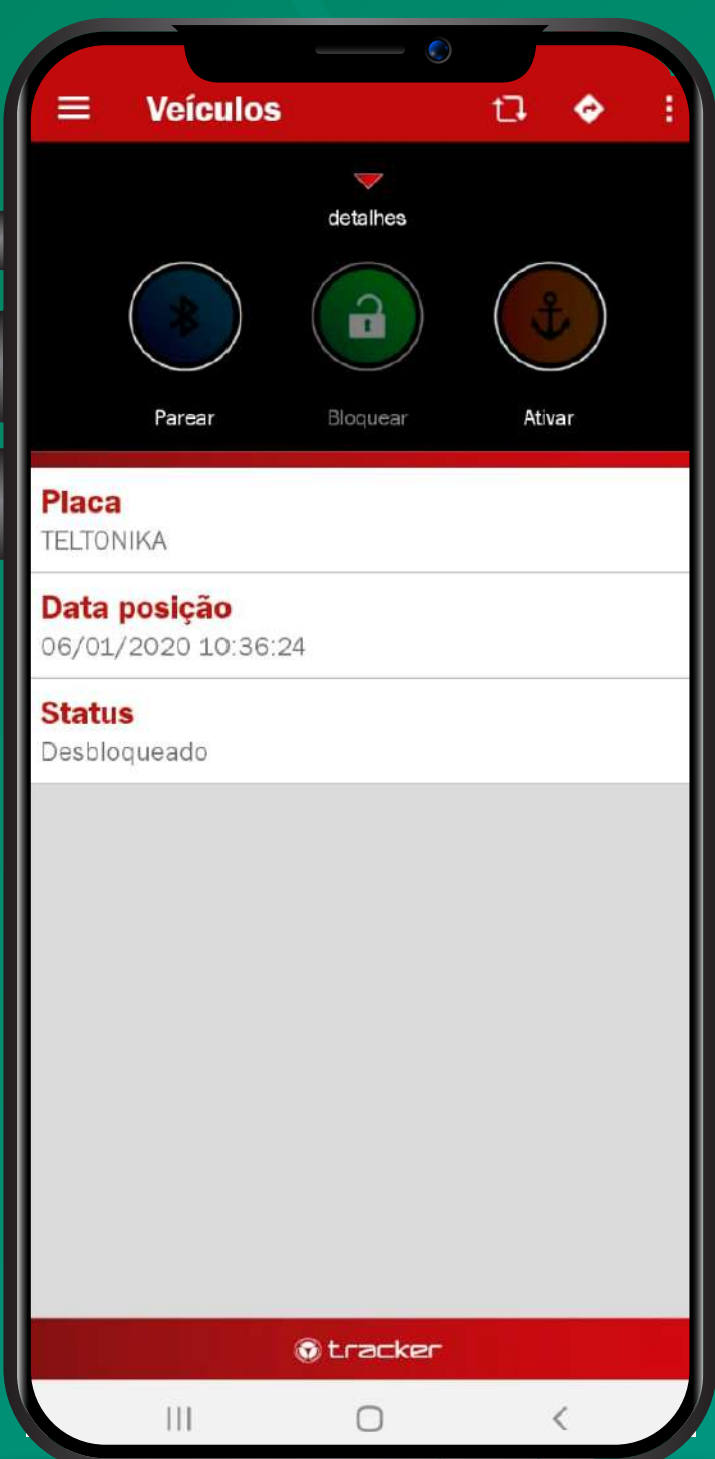 Veículos
detalhes
Parear
Bloquear
Ativar
Placa
TELTONIKA
Data posição
06/01/2020 10:36:24
Status
Desbloqueado
tracker